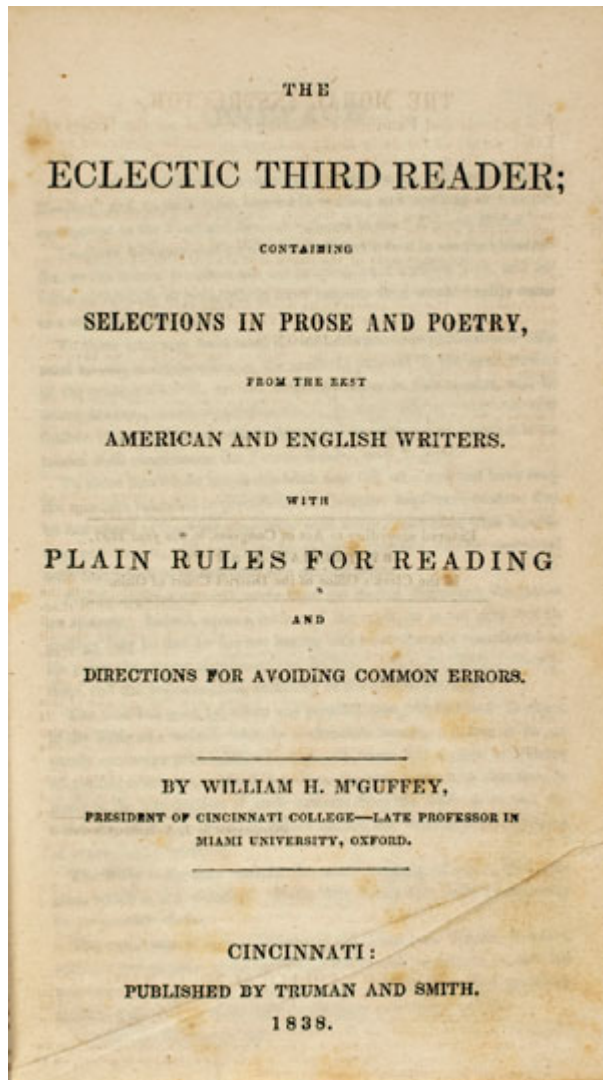 THE
ECLECTIC THIRD READER;
CONTAINING
SELECTIONS IN PROSE AND POETRY,
FROM THE BEST
AMERICAN AND ENGLISH WRITERS.
WITH
PLAIN RULES FOR READING
AND
DIRECTIONS FOR AVOIDING COMMON ERRORS.
BY WILLIAM H. M'GUFFEY,
PRESIDENT OF CINCINNATI COLLEGE—LATE PROFESSOR IN
MIAMI UNIVERSITY, OXFORD.
CINCINNATI:
PUBLISHED BY TRUMAN AND SMITH.
1838.